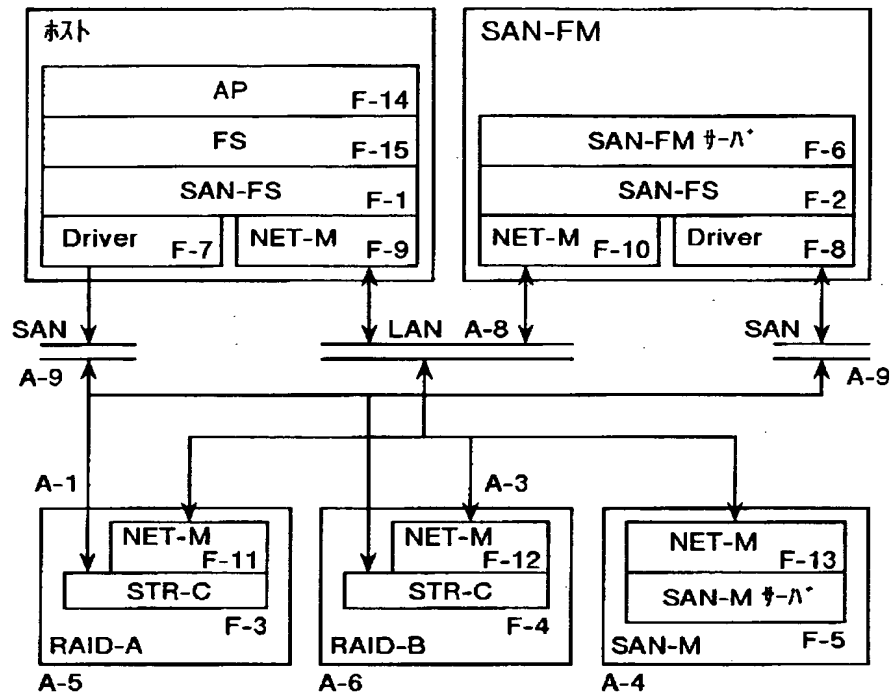 ﾎｽﾄ
AP
F-14
FS
F-15
SAN-FS
F-1
Driver
F-7
NET-M
F-9
SAN-FM
SAN-FM ｻｰﾊﾞ
F-6
SAN-FS
F-2
NET-M
F-10
Driver
F-8
SAN
A-9
LAN A-8
SAN
A-9
A-1
A-3
NET-M
F-11
STR-C
F-3
RAID-A
A-5
NET-M
F-12
STR-C
F-4
RAID-B
A-6
NET-M
F-13
SAN-M ｻｰﾊﾞ
F-5
SAN-M
A-4